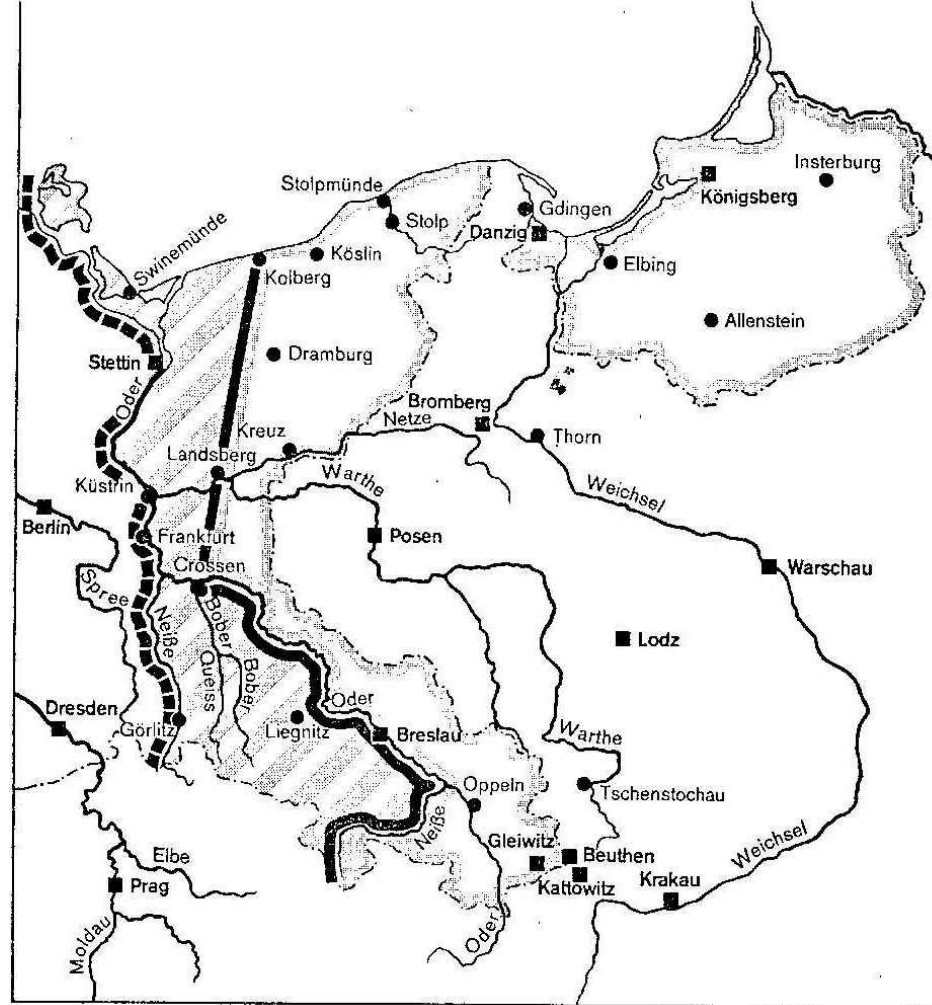 Insterburg
Königsberg
Stolpmünde
Stolp
Gdingen
Danzig
Swinemünde
Köslin
Kolberg
Elbing
Allenstein
Stettin
Dramburg
Oder
Bromberg
Netze
Kreuz
Thorn
Landsberg
Warthe
Küstrin
Weichsel
Berlin
Frankfurt
Posen
Crossen
Warschau
Spree
Neiße
Bober
Queiss
Bober
Lodz
Oder
Dresden
Görlitz
Liegnitz
Breslau
Warthe
Oppeln
Tschenstochau
Neiße
Gleiwitz
Beuthen
Weichsel
Elbe
Kattowitz
Krakau
Prag
Moldau
Oder